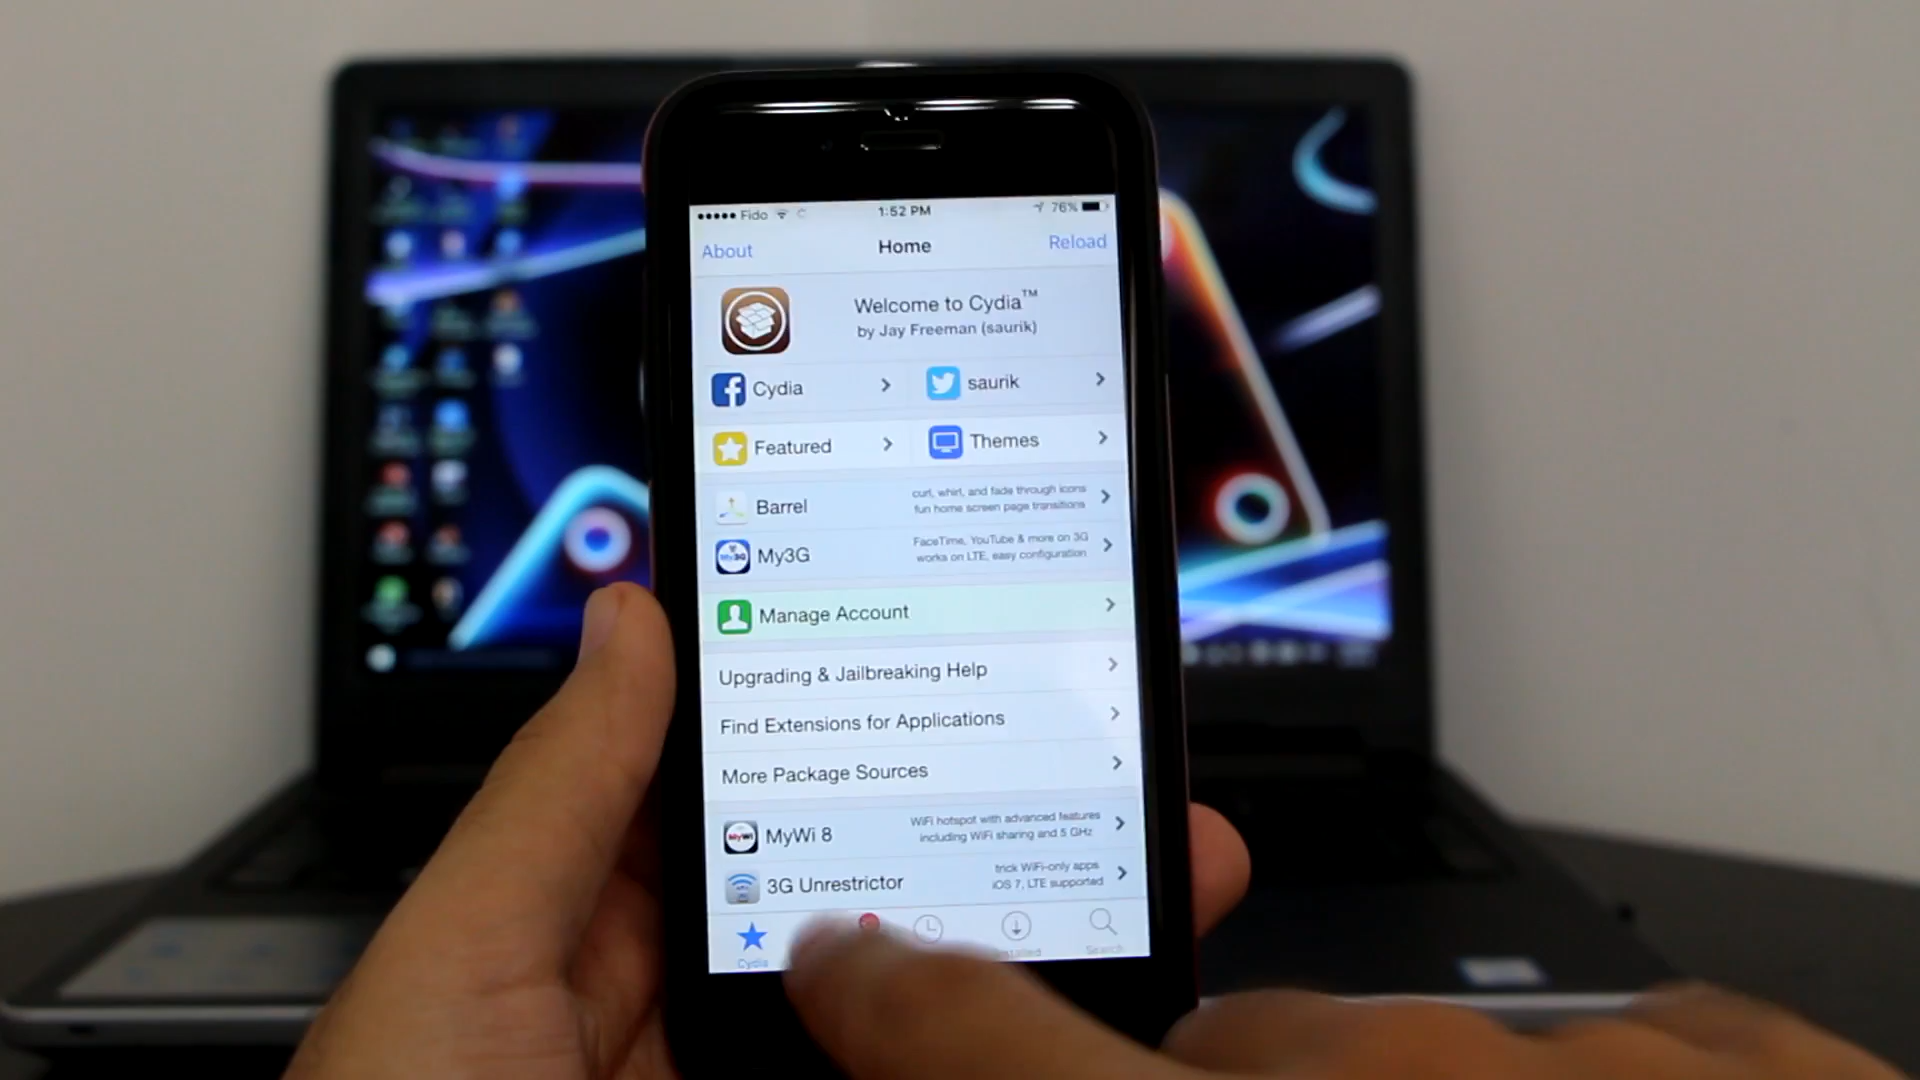 Fido
1:52 PM
76%
About
Home
Reload
Welcome to Cydia™
by Jay Freeman (saurik)
Cydia
saurik
Featured
Themes
Barrel
curl, whirl, and fade through icons
fun home screen page transitions
My3G
FaceTime, YouTube & more on 3G
works on LTE, easy configuration
Manage Account
Upgrading & Jailbreaking Help
Find Extensions for Applications
More Package Sources
MyWi
MyWi 8
WiFi hotspot with advanced features
including WiFi sharing and 5 GHz
3G Unrestrictor
trick WiFi-only apps
iOS 7, LTE supported
Cydia
Search